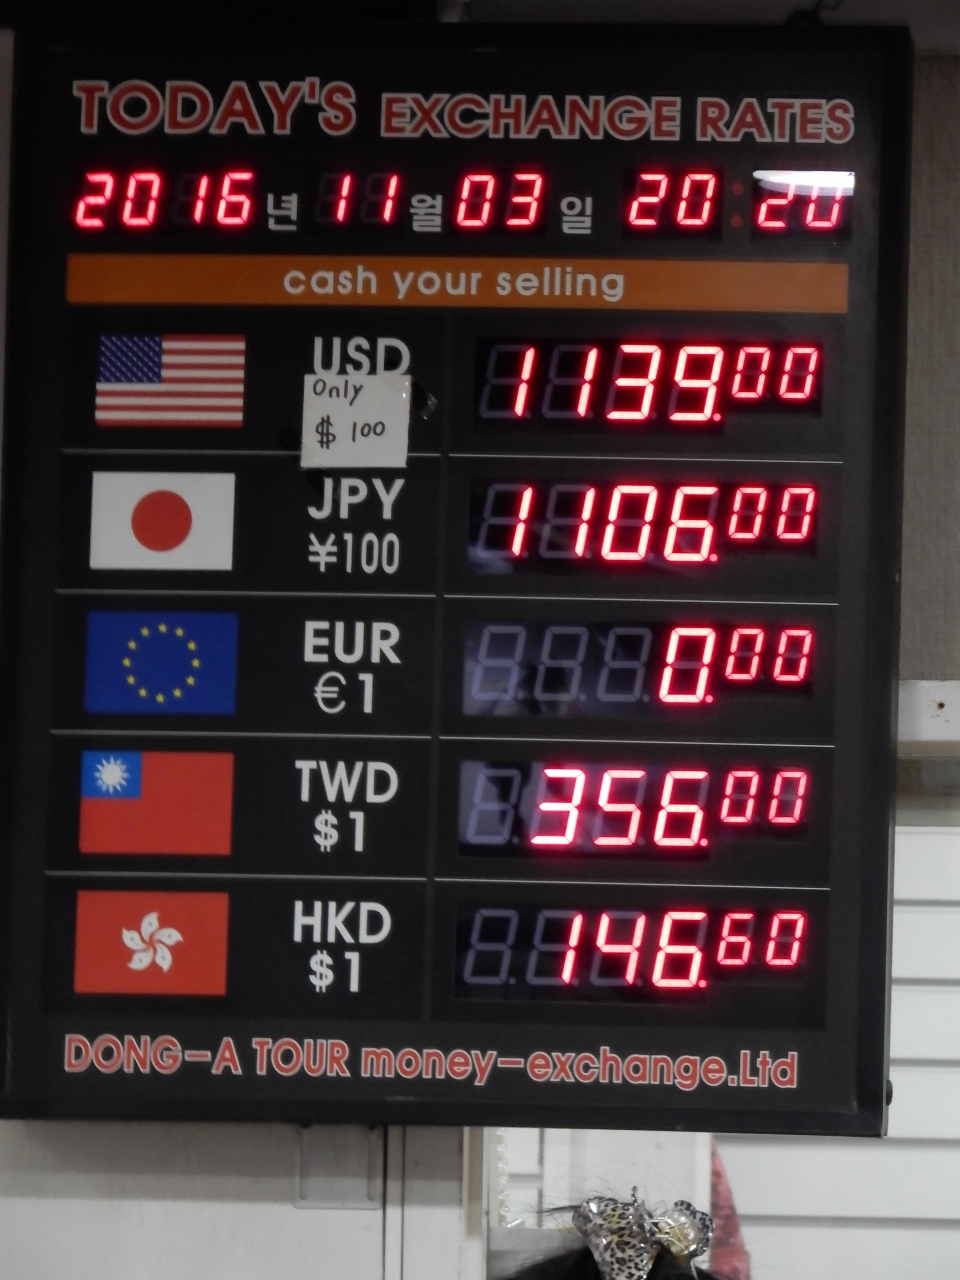 TODAY'S EXCHANGE RATES
2016년 11월 03일 20:20
cash your selling
USD 1139.00
Only
$ 100
JPY 1106.00
¥100
EUR 0.00
€1
TWD 356.00
$1
HKD 146.60
$1
DONG-A TOUR money-exchange.Ltd